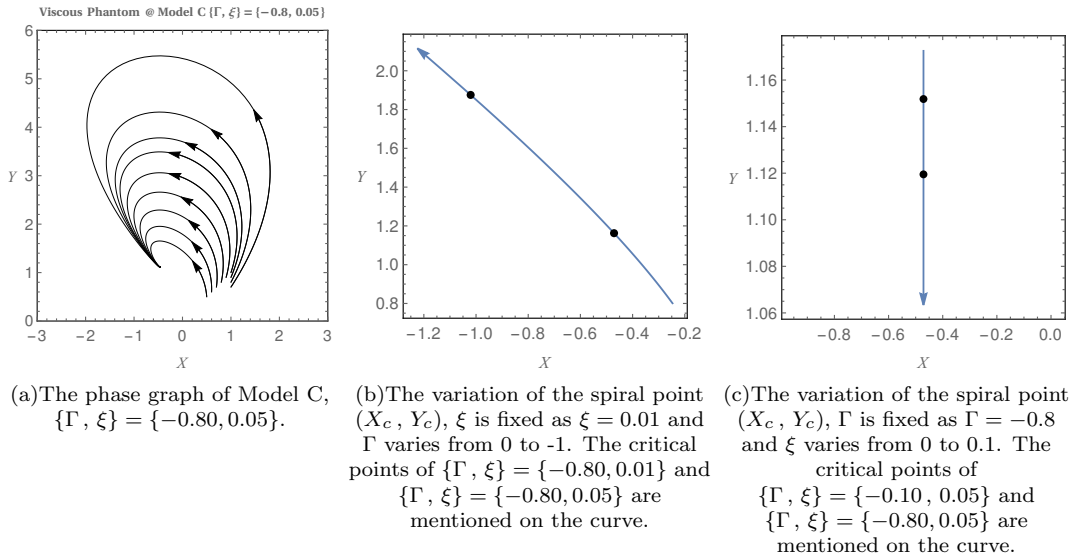 Viscous Phantom @ Model C {Γ, ξ} = {-0.8, 0.05}
6
5
4
3
2
1
0
Y
−3 −2 −1 0 1 2 3
X
2.0
1.8
1.6
1.4
1.2
1.0
0.8
Y
−1.2 −1.0 −0.8 −0.6 −0.4 −0.2
X
1.16
1.14
1.12
1.10
1.08
1.06
Y
−0.8 −0.6 −0.4 −0.2 0.0
X
(a)The phase graph of Model C,
{Γ , ξ} = {−0.80, 0.05}.
(b)The variation of the spiral point
(Xc , Yc), ξ is fixed as ξ = 0.01 and
Γ varies from 0 to -1. The critical
points of {Γ , ξ} = {−0.80, 0.01} and
{Γ , ξ} = {−0.80, 0.05} are
mentioned on the curve.
(c)The variation of the spiral point
(Xc , Yc), Γ is fixed as Γ = −0.8
and ξ varies from 0 to 0.1. The
critical points of
{Γ , ξ} = {−0.10 , 0.05} and
{Γ , ξ} = {−0.80, 0.05} are
mentioned on the curve.